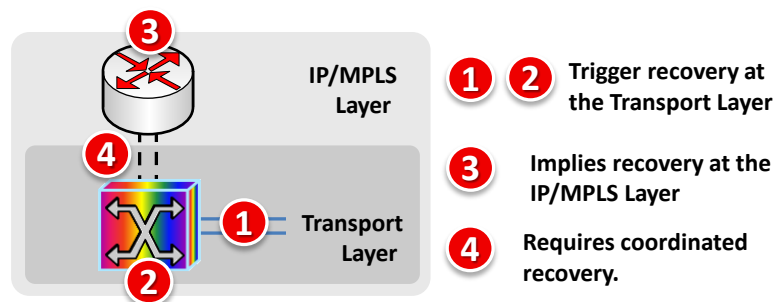 3
IP/MPLS
Layer
4
1
Transport
Layer
2
1 2 Trigger recovery at
the Transport Layer
3 Implies recovery at the
IP/MPLS Layer
4 Requires coordinated
recovery.